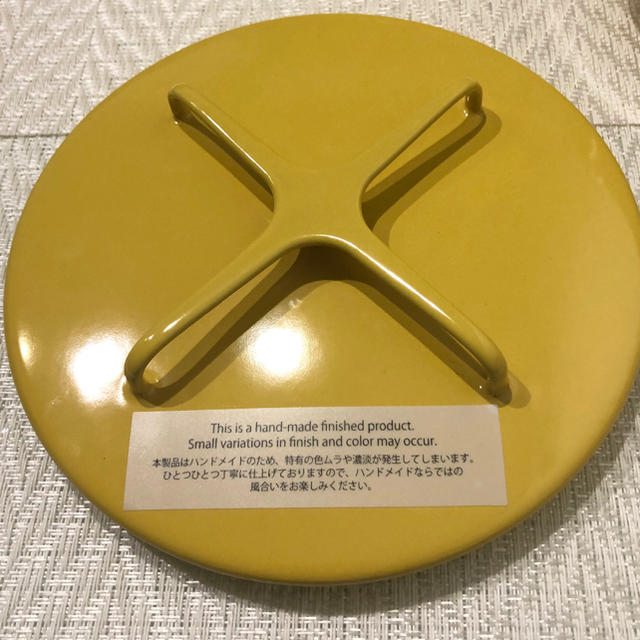 This is a hand-made finished product.
Small variations in finish and color may occur.
本製品はハンドメイドのため、特有の色ムラや濃淡が発生してしまいます。
ひとつひとつ丁寧に仕上げておりますので、ハンドメイドならではの
風合いをお楽しみください。